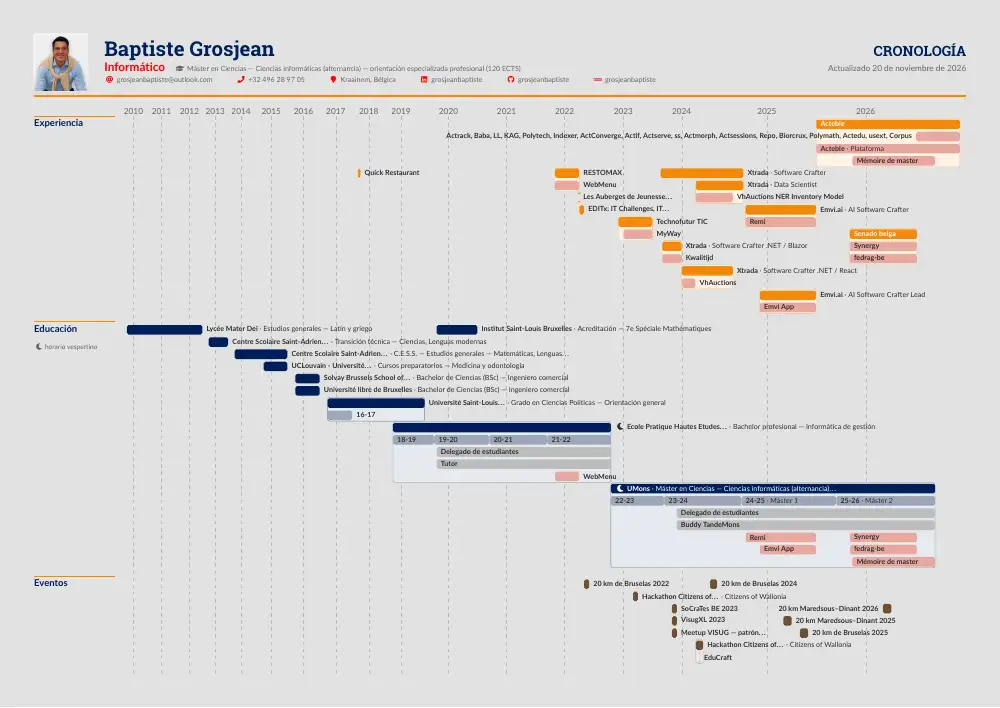 Baptiste Grosjean
CRONOLOGÍA
Informático Máster en Ciencias — Ciencias informáticas (alternancia) — orientación especializada profesional (120 ECTS)
Actualizado 20 de noviembre de 2026
grosjeanbaptiste@outlook.com +32 496 28 97 05 Kraainem, Bélgica grosjeanbaptiste grosjeanbaptiste grosjeanbaptiste
2010 2011 2012 2013 2014 2015 2016 2017 2018 2019 2020 2021 2022 2023 2024 2025 2026
Experiencia
Acteble
Actrack, Baba, LL, KAG, Polytech, Indexer, ActConverge, Actif, Actserve, ss, Actmorph, Actsessions, Repo, Biorcrux, Polymath, Actedu, usext, Corpus
Acteble · Plataforma
Mémoire de master
Quick Restaurant
RESTOMAX
Xtrada · Software Crafter
WebMenu
Xtrada · Data Scientist
Les Auberges de Jeunesse…
VhAuctions NER Inventory Model
EDITx: IT Challenges, IT…
Emvi.ai · AI Software Crafter
Technofutur TIC
Remi
MyWay
Senado belga
Xtrada · Software Crafter .NET / Blazor
Synergy
Kwalitijd
fedrag-be
Xtrada · Software Crafter .NET / React
VhAuctions
Emvi.ai · AI Software Crafter Lead
Emvi App
Educación
horario vespertino
Lycée Mater Dei · Estudios generales — Latín y griego
Institut Saint-Louis Bruxelles · Acreditación — 7e Spéciale Mathématiques
Centre Scolaire Saint-Adrien… · Transición técnica — Ciencias, Lenguas modernas
Centre Scolaire Saint-Adrien… · C.E.S.S. — Estudios generales — Matemáticas, Lenguas…
UCLouvain · Université… · Cursos preparatorios — Medicina y odontología
Solvay Brussels School of… · Bachelor de Ciencias (BSc) — Ingeniero comercial
Université libre de Bruxelles · Bachelor de Ciencias (BSc) — Ingeniero comercial
Université Saint-Louis… · Grado en Ciencias Políticas — Orientación general
16-17
Ecole Pratique Hautes Etudes… · Bachelor profesional — Informática de gestión
18-19 19-20 20-21 21-22
Delegado de estudiantes
Tutor
WebMenu
UMons · Máster en Ciencias — Ciencias informáticas (alternancia)…
22-23 23-24 24-25 · Máster 1 25-26 · Máster 2
Delegado de estudiantes
Buddy TandeMons
Remi
Synergy
Emvi App
fedrag-be
Mémoire de master
Eventos
20 km de Bruselas 2022
20 km de Bruselas 2024
Hackathon Citizens of… · Citizens of Wallonia
SoCraTes BE 2023
20 km Maredsous–Dinant 2026
VisugXL 2023
20 km Maredsous–Dinant 2025
Meetup VISUG — patrón…
20 km de Bruselas 2025
Hackathon Citizens of… · Citizens of Wallonia
EduCraft